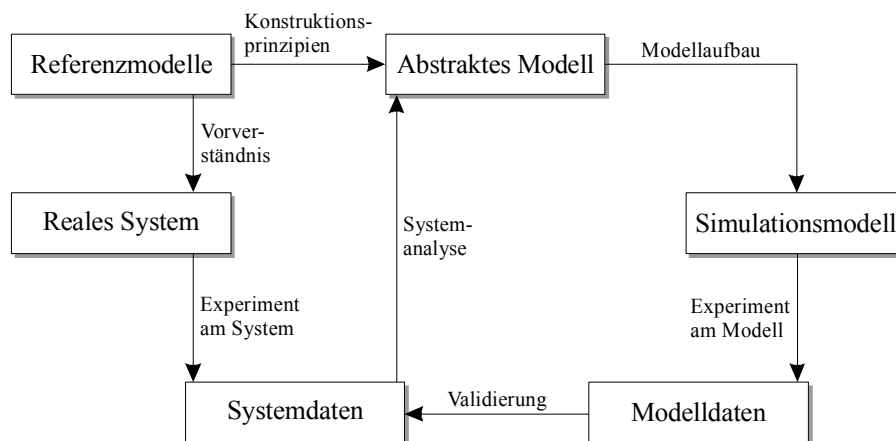 Konstruktions-
prinzipien
Referenzmodelle
Abstraktes Modell
Modellaufbau
Vorver-
ständnis
Reales System
System-
analyse
Simulationsmodell
Experiment
am System
Experiment
am Modell
Systemdaten
Validierung
Modelldaten